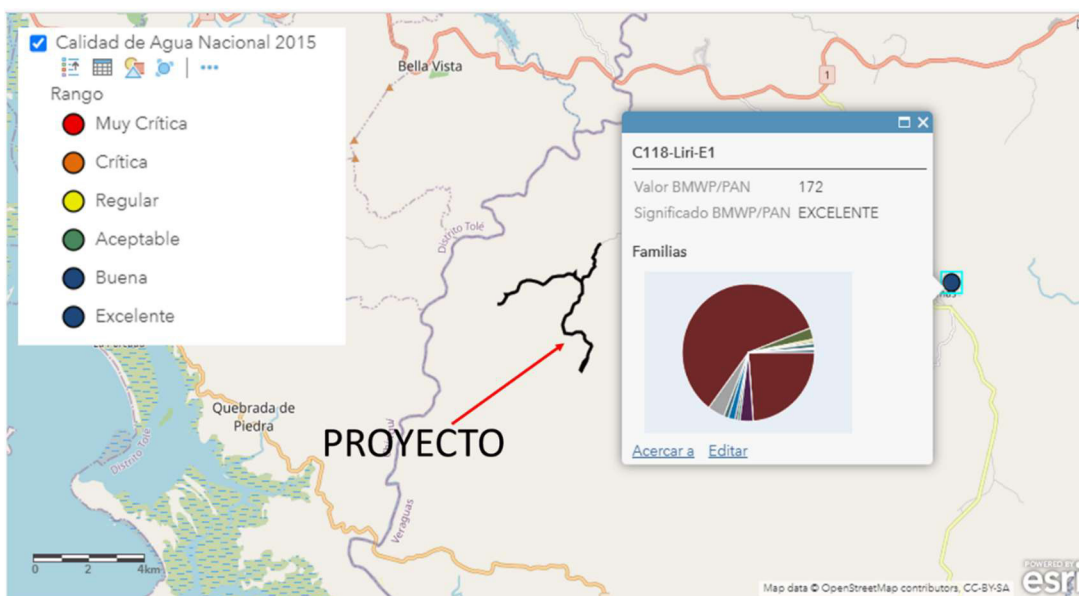 Calidad de Agua Nacional 2015
Rango
Muy Crítica
Crítica
Regular
Aceptable
Buena
Excelente
Bella Vista
1
Distrito Tolé
C118-Liri-E1
Valor BMWP/PAN 172
Significado BMWP/PAN EXCELENTE
Familias
Acercar a Editar
Quebrada de
Piedra
PROYECTO
Distrito Tolé
Veraguas
0 2 4km
Map data © OpenStreetMap contributors, CC-BY-SA
POWERED BY
esri